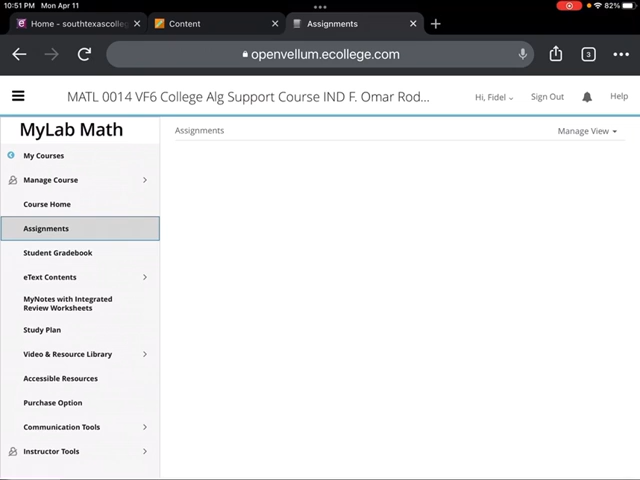 10:51 PM Mon Apr 11
82%
Home - southtexascolleg
Content
Assignments
openvellum.ecollege.com
3
MATL 0014 VF6 College Alg Support Course IND F. Omar Rod...
Hi, Fidel
Sign Out
Help
MyLab Math
Assignments
Manage View
My Courses
Manage Course
Course Home
Assignments
Student Gradebook
eText Contents
MyNotes with Integrated
Review Worksheets
Study Plan
Video & Resource Library
Accessible Resources
Purchase Option
Communication Tools
Instructor Tools